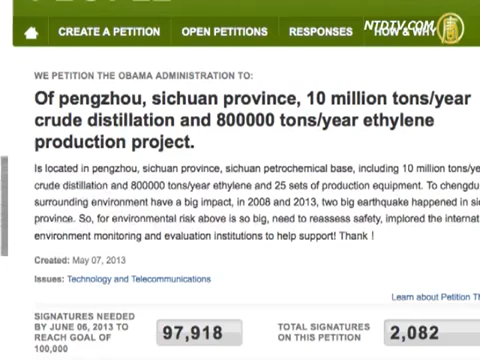 NTDTV.COM
CREATE A PETITION OPEN PETITIONS RESPONSES HOW & WHY
WE PETITION THE OBAMA ADMINISTRATION TO:
Of pengzhou, sichuan province, 10 million tons/year
crude distillation and 800000 tons/year ethylene
production project.
Is located in pengzhou, sichuan province, sichuan petrochemical base, including 10 million tons/ye
crude distillation and 800000 tons/year ethylene and 25 sets of production equipment. To chengdu
surrounding environment have a big impact, in 2008 and 2013, two big earthquake happened in si
province. So, for environmental risk above is so big, need to reassess safety, implored the internat
environment monitoring and evaluation institutions to help support! Thank !
Created: May 07, 2013
Issues: Technology and Telecommunications
Learn about Petition Th
SIGNATURES NEEDED
BY JUNE 06, 2013 TO
REACH GOAL OF
100,000
97,918
TOTAL SIGNATURES
ON THIS PETITION
2,082